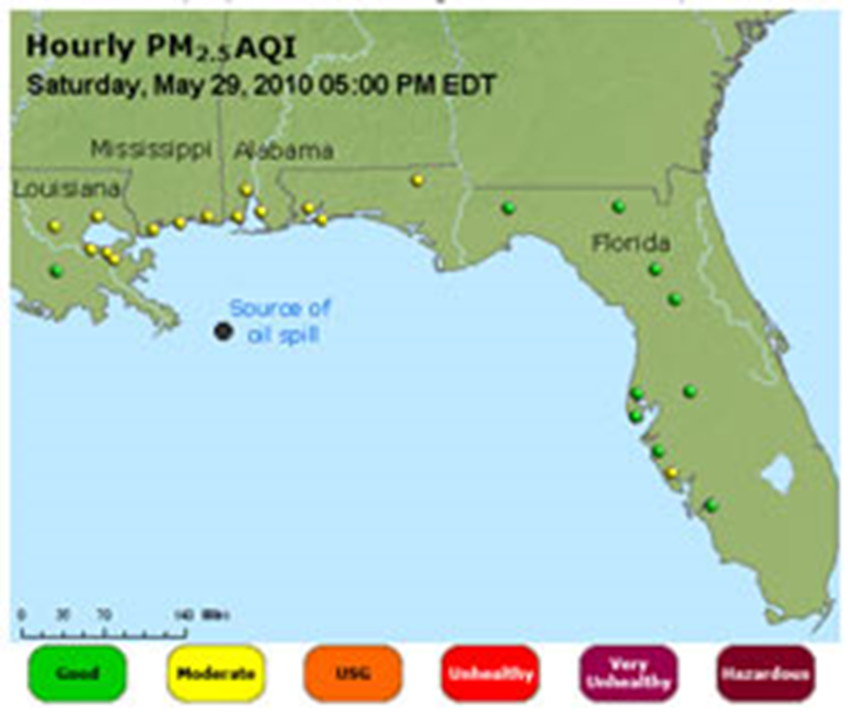 Hourly PM2.5 AQI
Saturday, May 29, 2010 05:00 PM EDT
Mississippi Alabama
Louisiana
Florida
Source of
oil spill
0 70 140
Good Moderate USG Unhealthy Very Unhealthy Hazardous